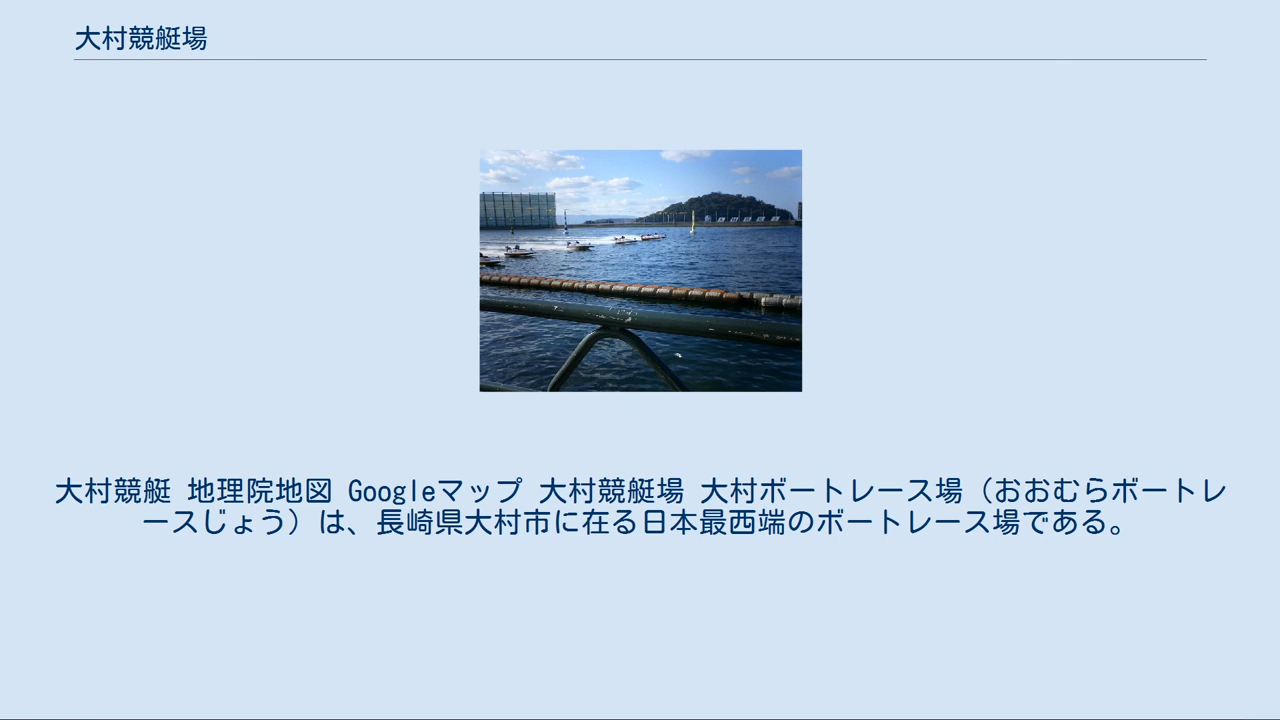 大村競艇場
大村競艇 地理院地図 Googleマップ 大村競艇場 大村ボートレース場（おおむらボートレ
ースじょう）は、長崎県大村市に在る日本最西端のボートレース場である。